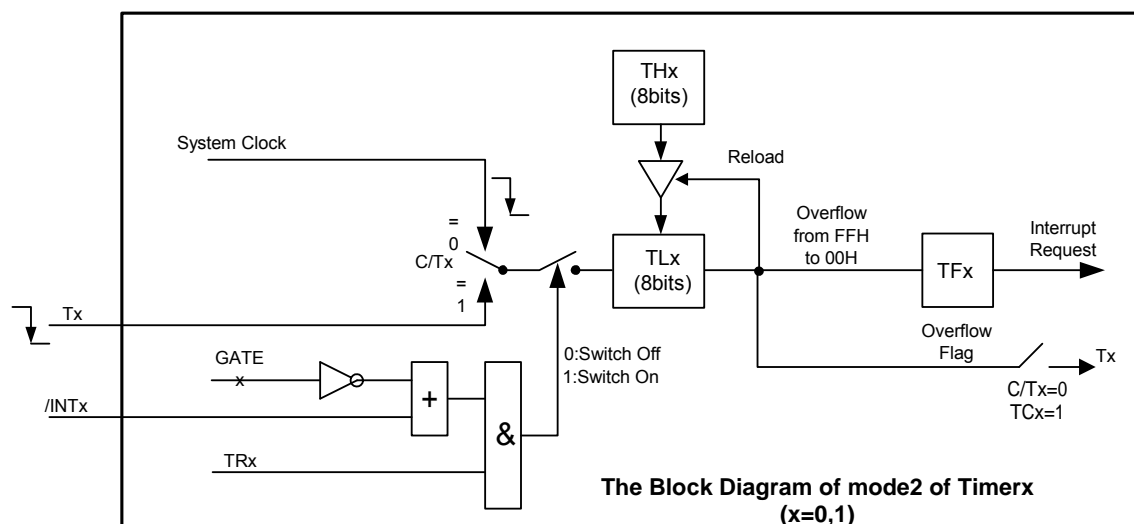 THx
(8bits)
System Clock
Reload
=
0
C/Tx
=
1
TLx
(8bits)
Overflow
from FFH
to 00H
TFx
Interrupt
Request
Tx
0:Switch Off
1:Switch On
Overflow
Flag
Tx
C/Tx=0
TCx=1
GATE
x
+
/INTx
&
TRx
The Block Diagram of mode2 of Timerx
(x=0,1)